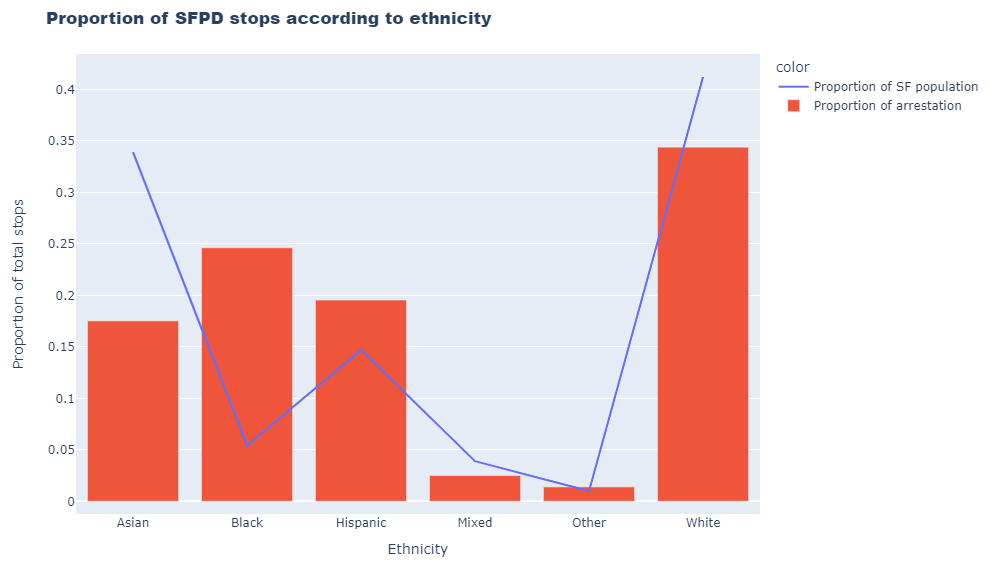 Proportion of SFPD stops according to ethnicity
color
Proportion of SF population
Proportion of arrestation
0.4
0.35
0.3
0.25
0.2
0.15
0.1
0.05
0
Proportion of total stops
Asian Black Hispanic Mixed Other White
Ethnicity